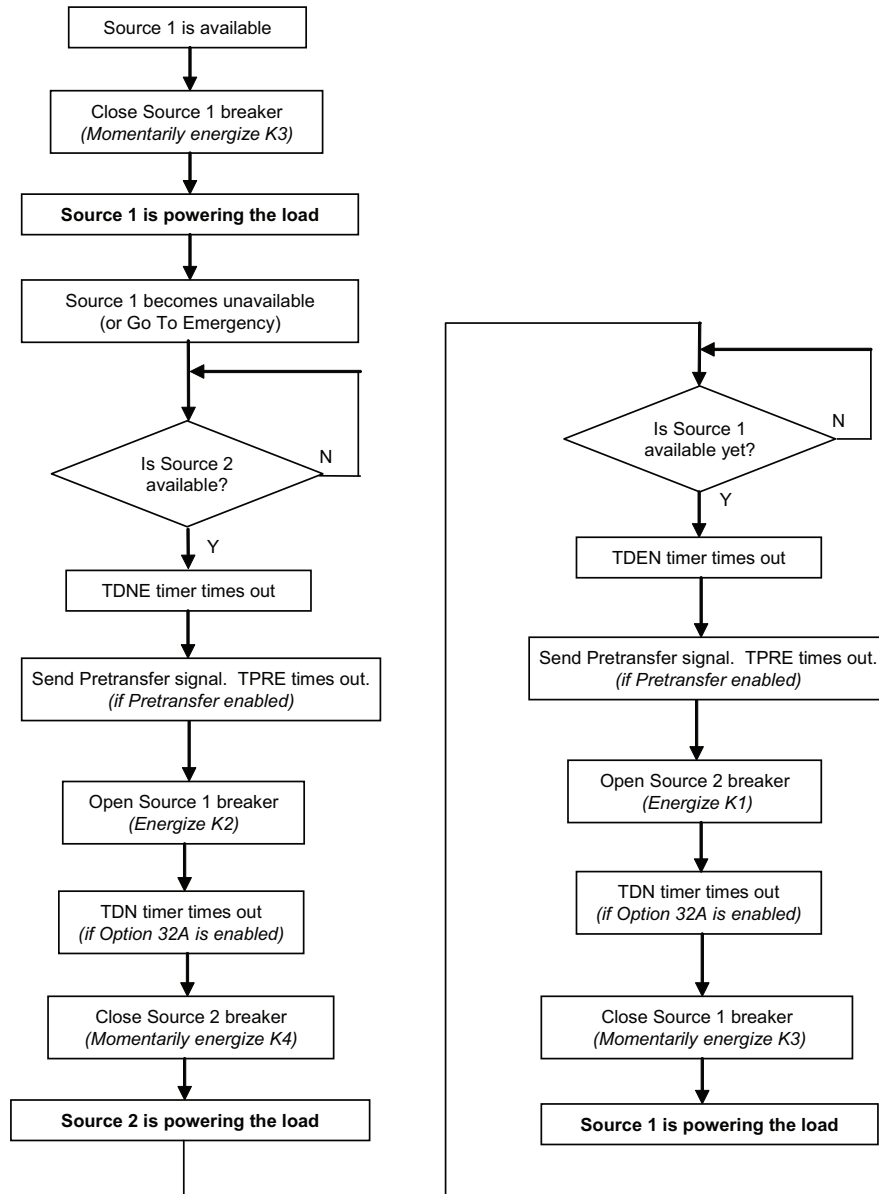 Source 1 is available
Close Source 1 breaker
(Momentarily energize K3)
Source 1 is powering the load
Source 1 becomes unavailable
(or Go To Emergency)
Is Source 2
available?
N
Y
TDNE timer times out
Send Pretransfer signal. TPRE times out.
(if Pretransfer enabled)
Open Source 1 breaker
(Energize K2)
TDN timer times out
(if Option 32A is enabled)
Close Source 2 breaker
(Momentarily energize K4)
Source 2 is powering the load
Is Source 1
available yet?
N
Y
TDEN timer times out
Send Pretransfer signal. TPRE times out.
(if Pretransfer enabled)
Open Source 2 breaker
(Energize K1)
TDN timer times out
(if Option 32A is enabled)
Close Source 1 breaker
(Momentarily energize K3)
Source 1 is powering the load